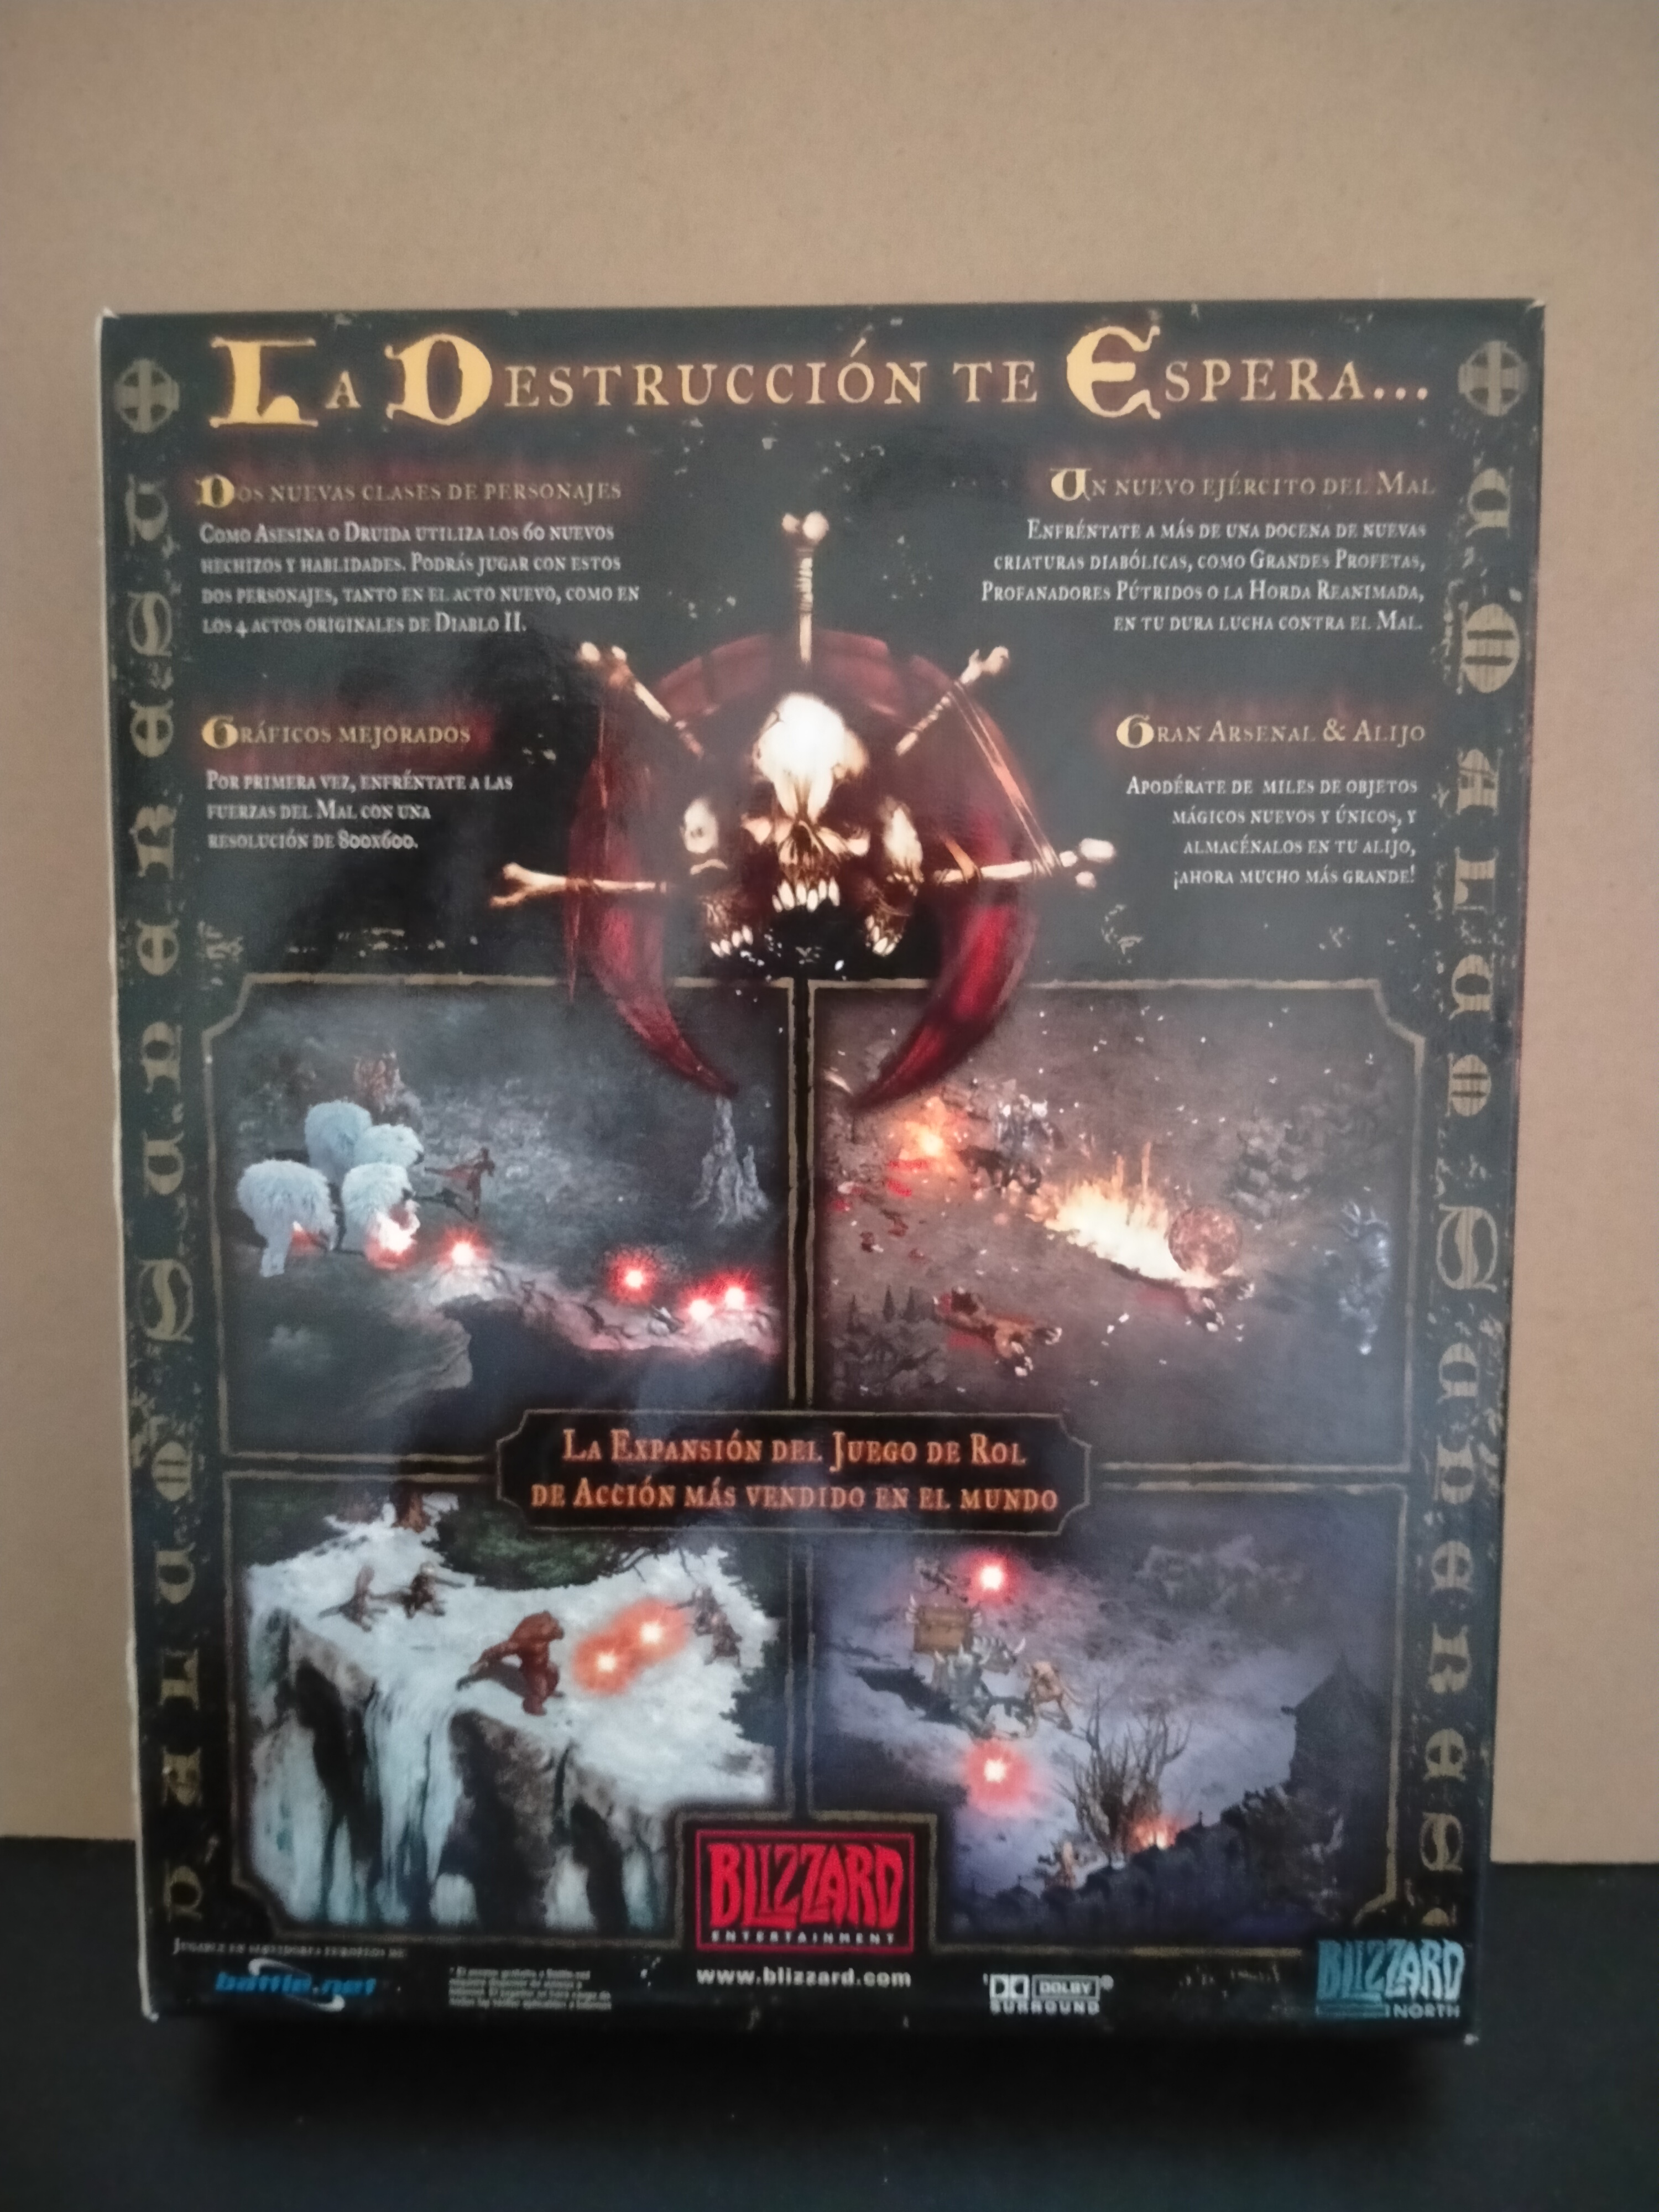 La Destrucción te Espera...
Dos nuevas clases de personajes
Como Asesina o Druida utiliza los 60 nuevos
hechizos y hablidades. Podrás jugar con estos
dos personajes, tanto en el acto nuevo, como en
los 4 actos originales de Diablo II.
Gráficos mejorados
Por primera vez, enfréntate a las
fuerzas del Mal con una
resolución de 800x600.
Un nuevo ejército del Mal
Enfréntate a más de una docena de nuevas
criaturas diabólicas, como Grandes Profetas,
Profanadores Pútridos o la Horda Reanimada,
en tu dura lucha contra el Mal.
Gran Arsenal & Alijo
Apodérate de miles de objetos
mágicos nuevos y únicos, y
almacénalos en tu alijo,
¡ahora mucho más grande!
La Expansión del Juego de Rol
de Acción más vendido en el mundo
BLIZZARD
ENTERTAINMENT
www.blizzard.com
Jugable en servidores europeos de:
battle.net
DOLBY
SURROUND
BLIZZARD
NORTH